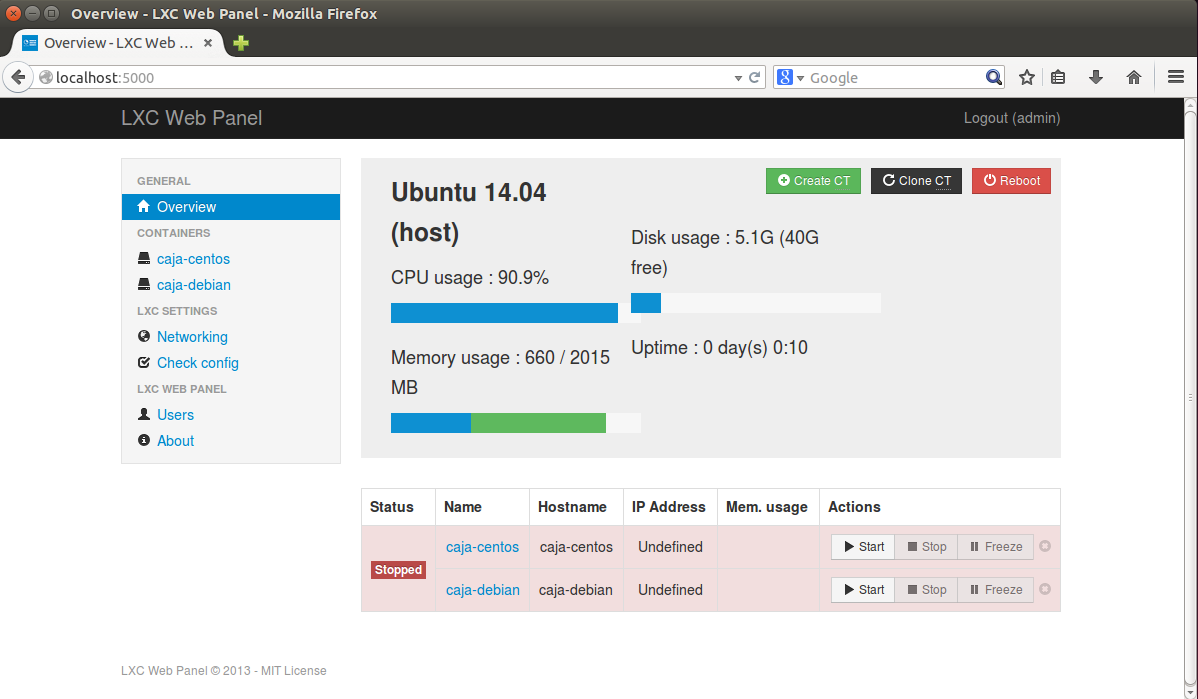 Overview - LXC Web Panel - Mozilla Firefox
Overview - LXC Web ...
localhost:5000
Google
LXC Web Panel
Logout (admin)
GENERAL
Overview
CONTAINERS
caja-centos
caja-debian
LXC SETTINGS
Networking
Check config
LXC WEB PANEL
Users
About
Create CT
Clone CT
Reboot
Ubuntu 14.04
(host)
CPU usage : 90.9%
Memory usage : 660 / 2015
MB
Disk usage : 5.1G (40G
free)
Uptime : 0 day(s) 0:10
Status Name Hostname IP Address Mem. usage Actions
Stopped
caja-centos caja-centos Undefined Start Stop Freeze
caja-debian caja-debian Undefined Start Stop Freeze
LXC Web Panel © 2013 - MIT License